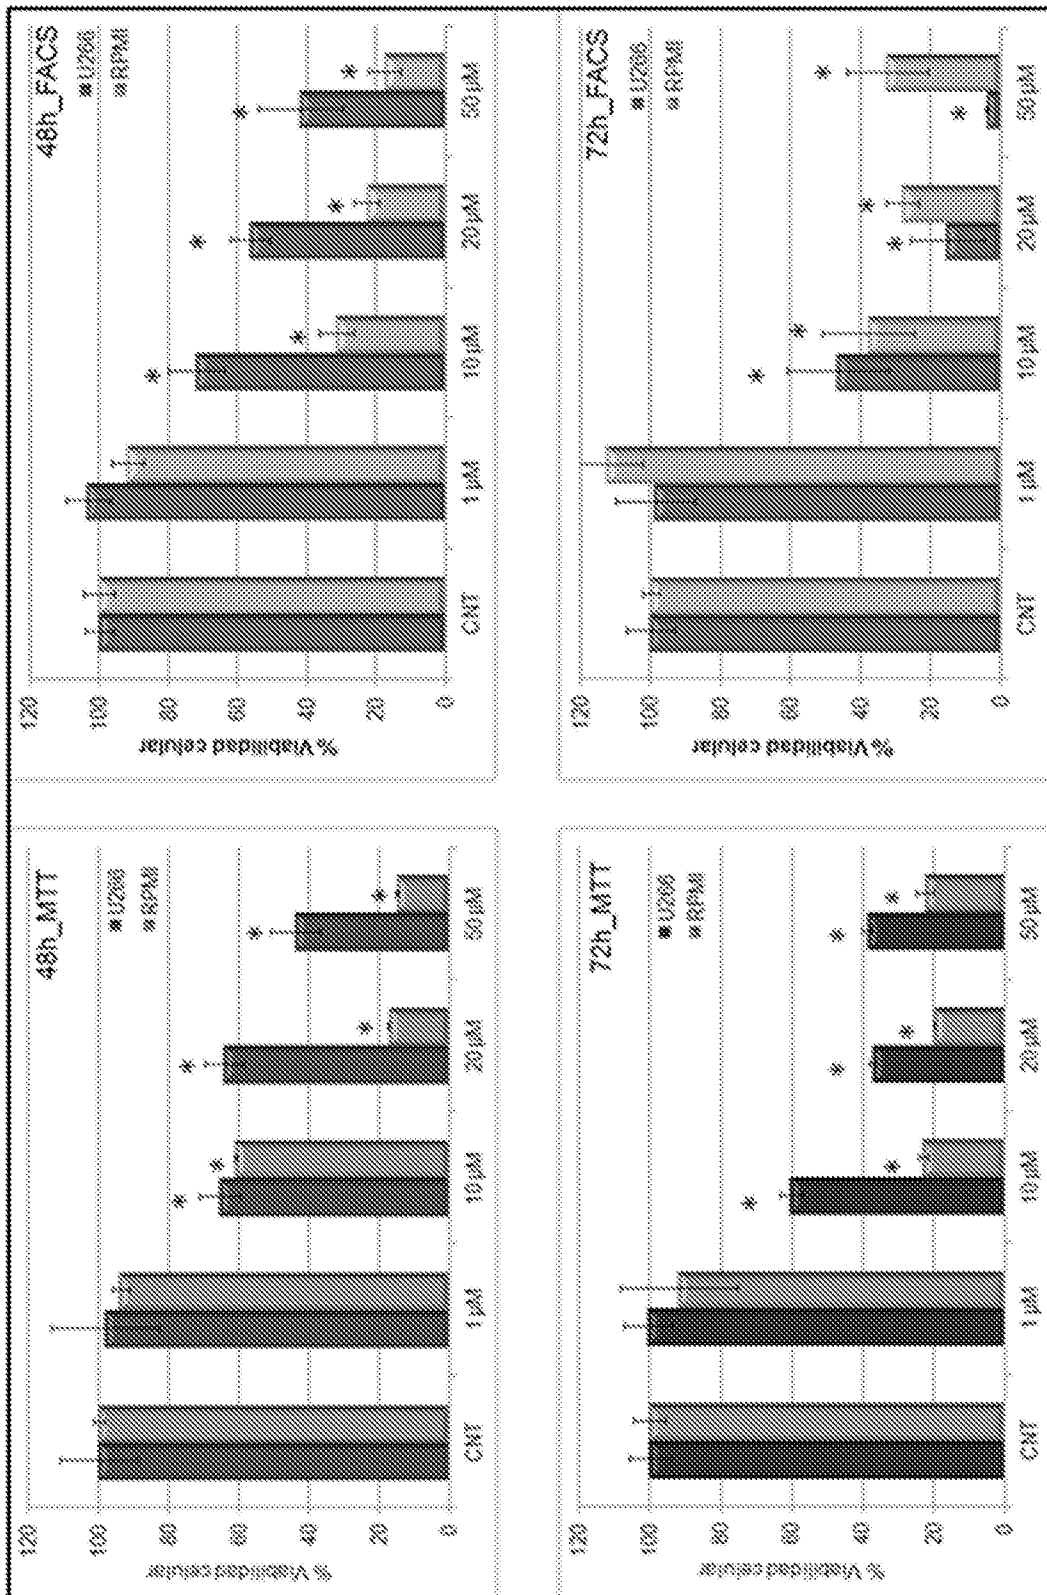 48h_MTT
U266
RPMI
% Viabilidad celular
120
100
80
60
40
20
0
CNT
1 µM
10 µM
20 µM
50 µM
48h_FACS
U266
RPMI
% Viabilidad celular
120
100
80
60
40
20
0
CNT
1 µM
10 µM
20 µM
50 µM
72h_MTT
U266
RPMI
% Viabilidad celular
120
100
80
60
40
20
0
CNT
1 µM
10 µM
20 µM
50 µM
72h_FACS
U266
RPMI
% Viabilidad celular
120
100
80
60
40
20
0
CNT
1 µM
10 µM
20 µM
50 µM